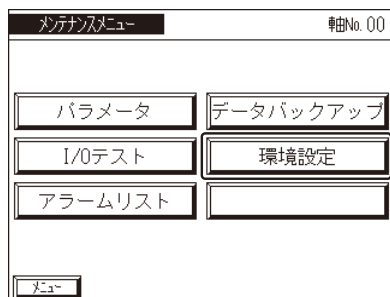 ﾒﾝﾃﾅﾝｽﾒﾆｭｰ 軸No. 00
パラメータ データバックアップ
I/Oテスト 環境設定
アラームリスト
ﾒﾆｭｰ